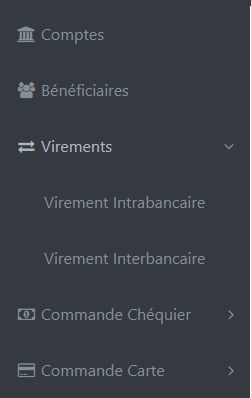 Comptes
Bénéficiaires
Virements
Virement Intrabancaire
Virement Interbancaire
Commande Chéquier
Commande Carte